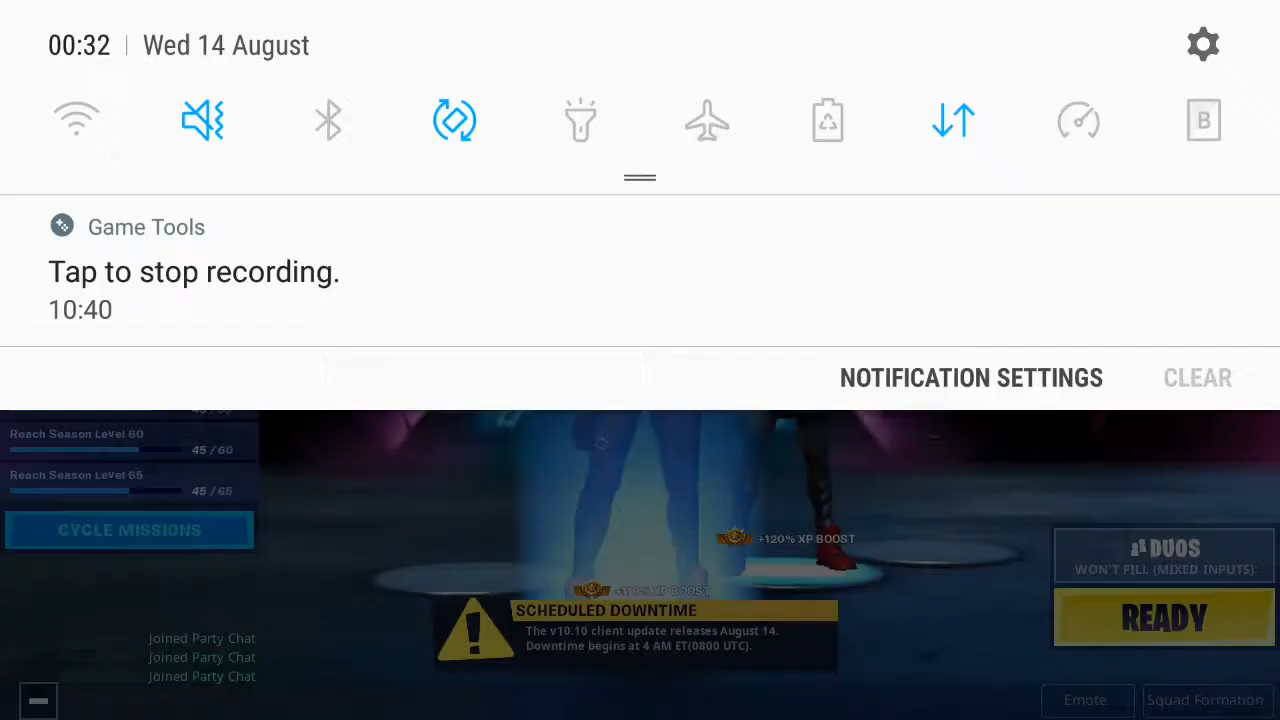 00:32 | Wed 14 August
B
Game Tools
Tap to stop recording.
10:40
NOTIFICATION SETTINGS CLEAR
Reach Season Level 60
45 / 60
Reach Season Level 65
45 / 65
CYCLE MISSIONS
+120% XP BOOST
DUOS
WON'T FILL (MIXED INPUTS):
READY
XP BOOST
SCHEDULED DOWNTIME
The v10.10 client update releases August 14.
Downtime begins at 4 AM ET(0800 UTC).
Joined Party Chat
Joined Party Chat
Joined Party Chat
Emote
Squad Formation